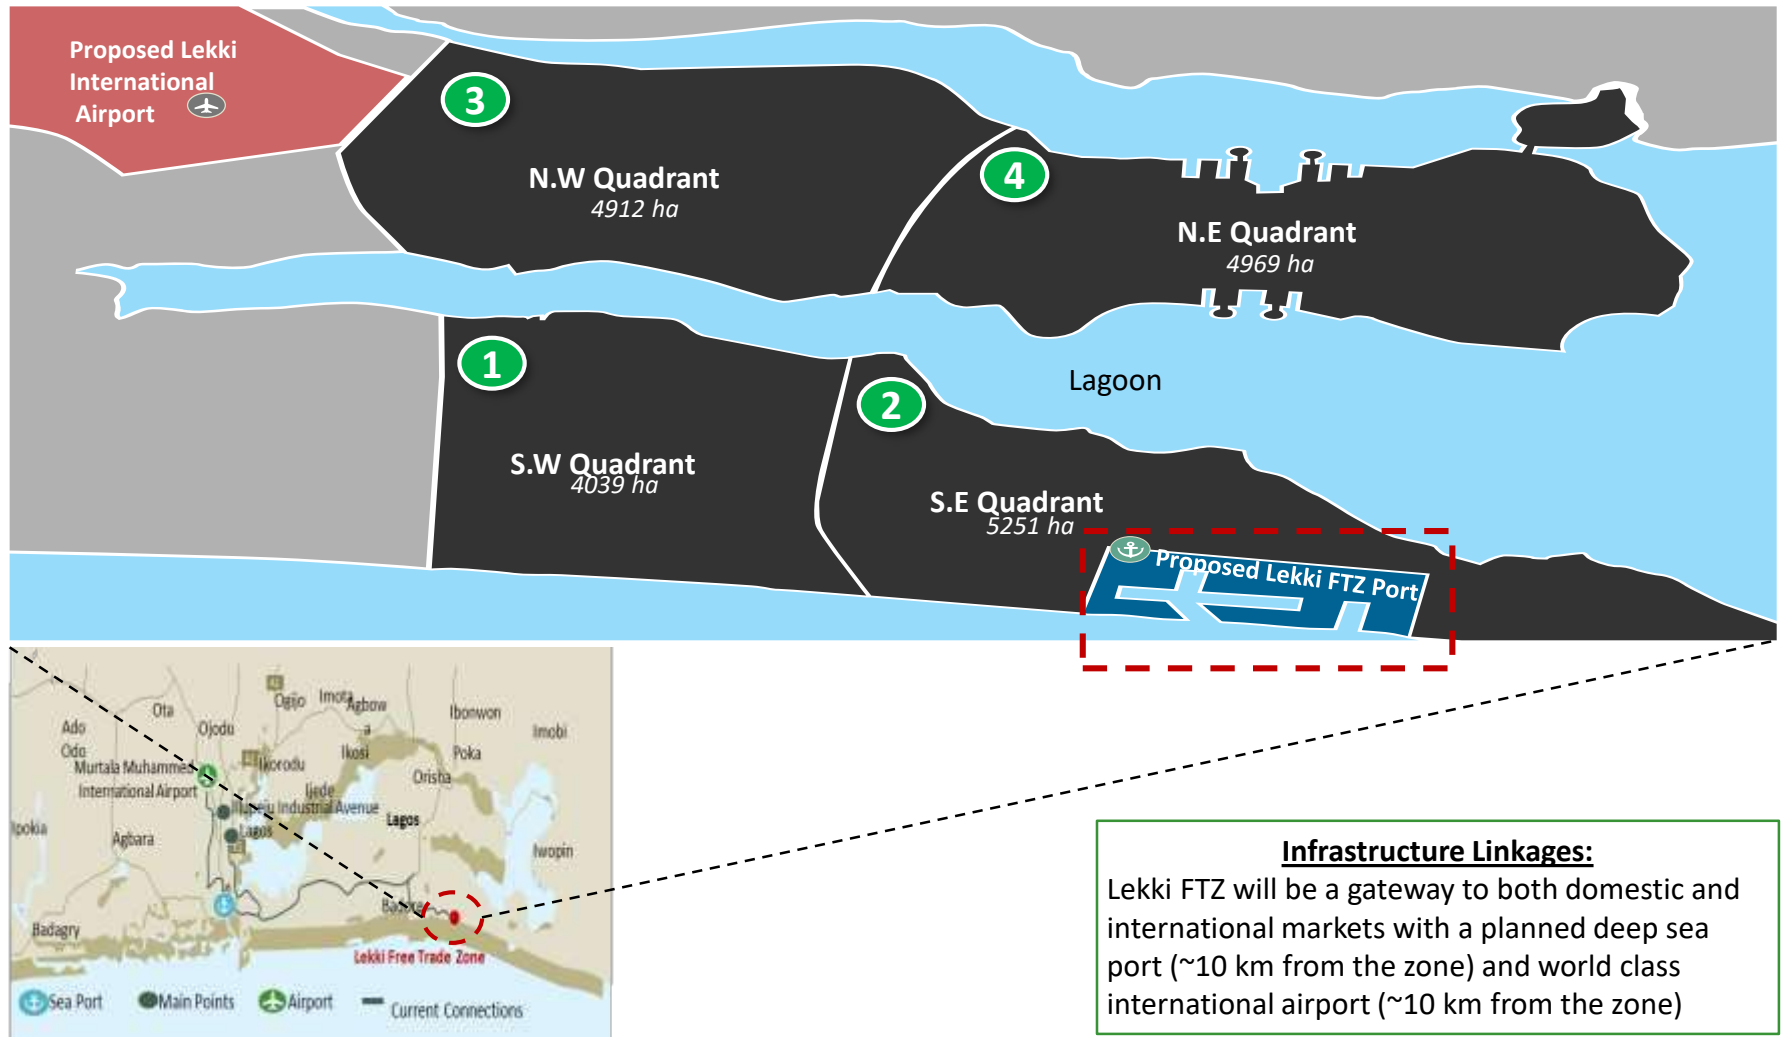 Proposed Lekki
International
Airport
3
N.W Quadrant
4912 ha
4
N.E Quadrant
4969 ha
1
S.W Quadrant
4039 ha
2
S.E Quadrant
5251 ha
Lagoon
Proposed Lekki FTZ Port
Ogijo
Imota
Agbow
a
Ibonwon
Imobi
Ota
Ojodu
Ado
Odo
Ikosi
Poka
Ikorodu
Orisha
Murtala Muhammed
International Airport
Ijede
Ilupeju Industrial Avenue
Lagos
Lagos
Ipokia
Agbara
Iwopin
Badagry
Lekki Free Trade Zone
Sea Port
Main Points
Airport
Current Connections
Infrastructure Linkages:
Lekki FTZ will be a gateway to both domestic and
international markets with a planned deep sea
port (~10 km from the zone) and world class
international airport (~10 km from the zone)